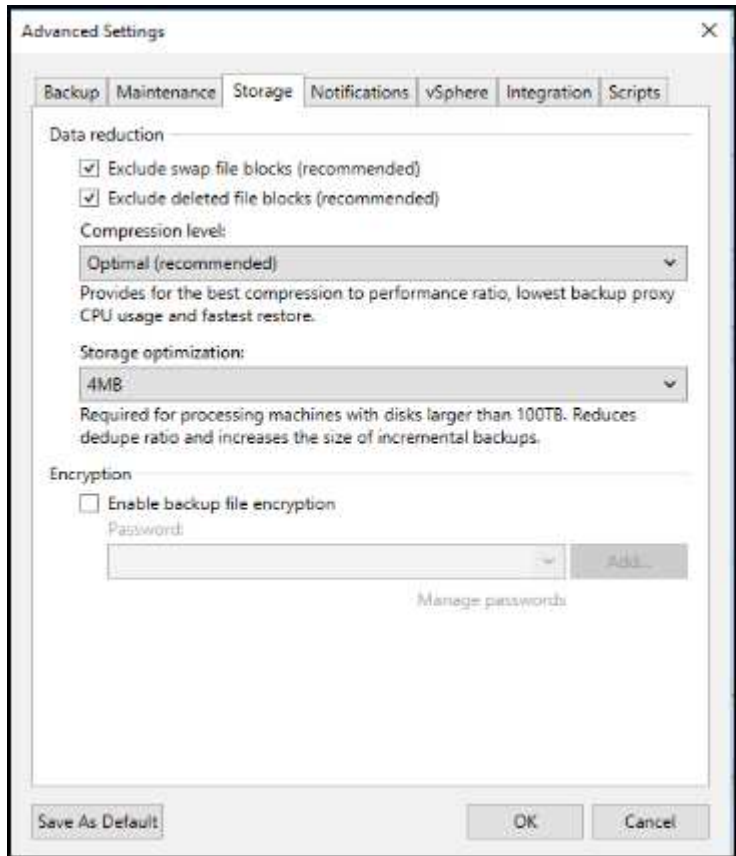 Advanced Settings
Backup Maintenance Storage Notifications vSphere Integration Scripts
Data reduction
Exclude swap file blocks (recommended)
Exclude deleted file blocks (recommended)
Compression level:
Optimal (recommended)
Provides for the best compression to performance ratio, lowest backup proxy
CPU usage and fastest restore.
Storage optimization:
4MB
Required for processing machines with disks larger than 100TB. Reduces
dedupe ratio and increases the size of incremental backups.
Encryption
Enable backup file encryption
Password:
Add...
Manage passwords
Save As Default OK Cancel